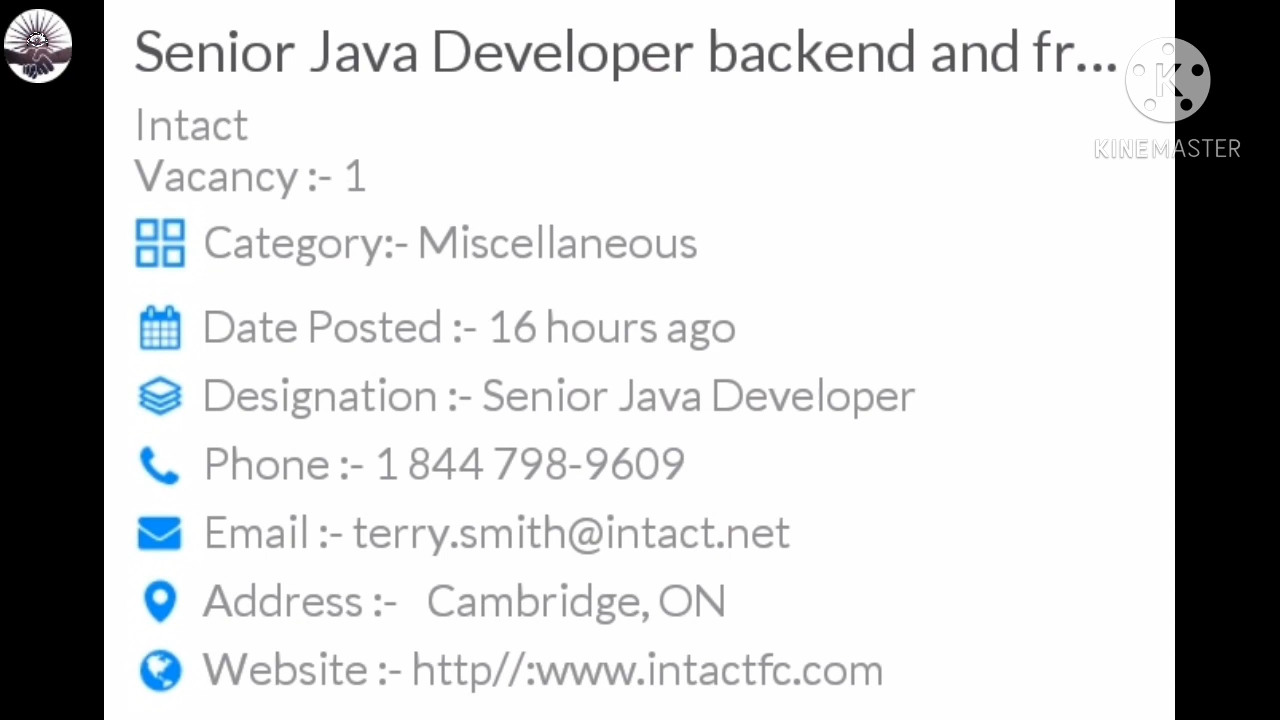 Senior Java Developer backend and fr...
Intact
Vacancy :- 1
Category:- Miscellaneous
Date Posted :- 16 hours ago
Designation :- Senior Java Developer
Phone :- 1 844 798-9609
Email :- terry.smith@intact.net
Address :- Cambridge, ON
Website :- http//:www.intactfc.com
K
KINEMASTER